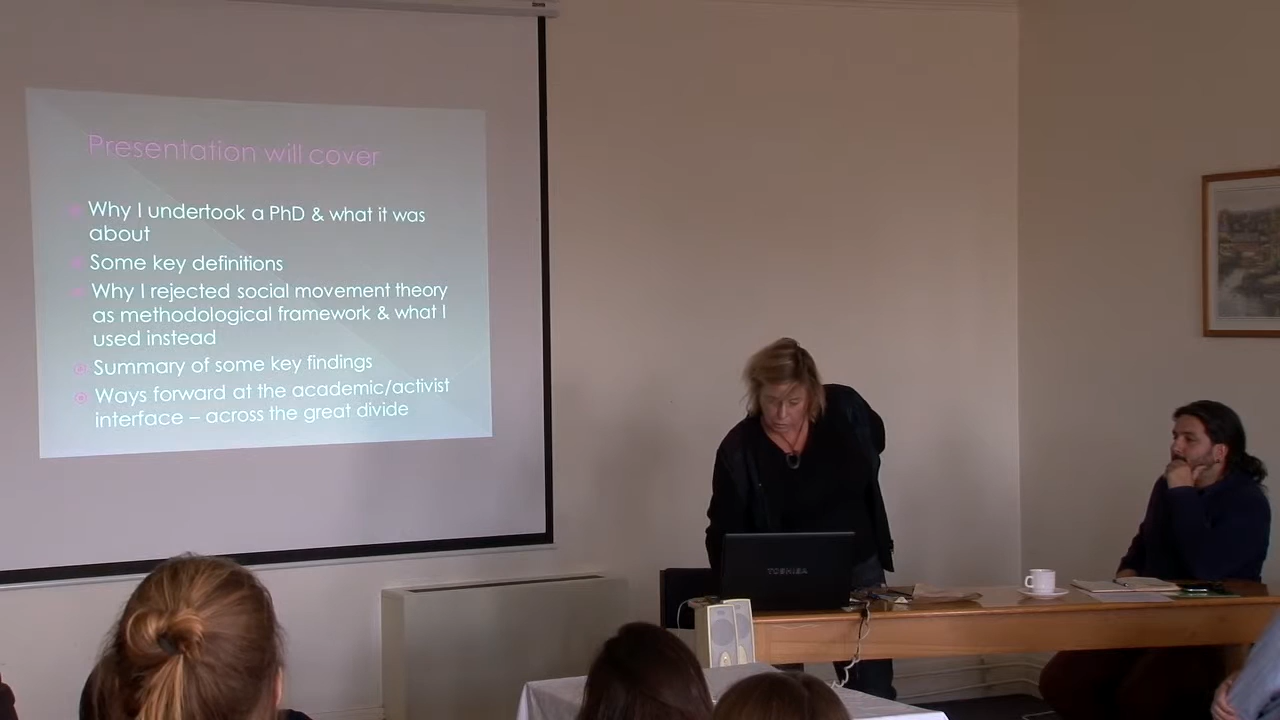 Presentation will cover
Why I undertook a PhD & what it was
about
Some key definitions
Why I rejected social movement theory
as methodological framework & what I
used instead
Summary of some key findings
Ways forward at the academic/activist
interface – across the great divide
TOSHIBA